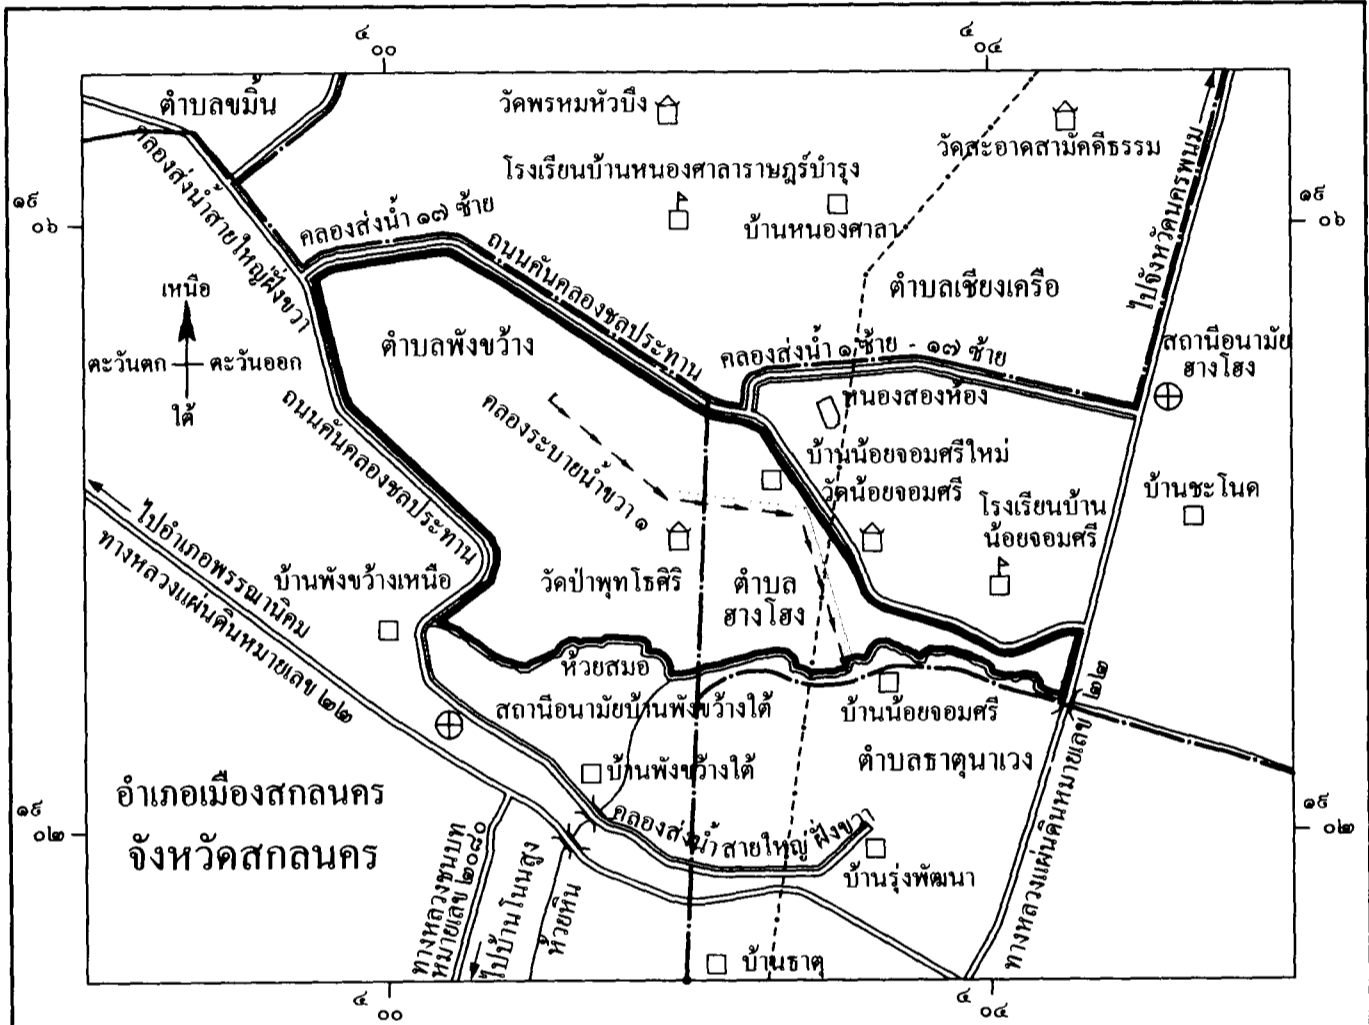 ๔
๐๐
๔
๐๔
ตำบลขมิ้น
วัดพรหมหัวบึง
วัดสะอาดสามัคคีธรรม
โรงเรียนบ้านหนองศาลาราษฎร์บำรุง
บ้านหนองศาลา
ไปจังหวัดนครพนม
๑๙
๐๖
๑๙
๐๖
คลองส่งน้ำสายใหญ่ฝั่งขวา
คลองส่งน้ำ ๑๗ ซ้าย
ถนนคันคลองชลประทาน
ตำบลเชียงเครือ
เหนือ
ตะวันตก
ตะวันออก
ใต้
ตำบลพังขว้าง
คลองส่งน้ำ ๑ ซ้าย - ๑๗ ซ้าย
สถานีอนามัย
ฮางโฮง
หนองสองห้อง
ถนนคันคลองชลประทาน
คลองระบายน้ำขวา ๑
บ้านน้อยจอมศรีใหม่
วัดน้อยจอมศรี
โรงเรียนบ้าน
น้อยจอมศรี
บ้านชะโนด
ไปอำเภอพรรณานิคม
ทางหลวงแผ่นดินหมายเลข ๒๒
บ้านพังขว้างเหนือ
วัดป่าพุทโธศิริ
ตำบล
ฮางโฮง
ห้วยสมอ
สถานีอนามัยบ้านพังขว้างใต้
บ้านน้อยจอมศรี
ตำบลธาตุนาเวง
บ้านพังขว้างใต้
อำเภอเมืองสกลนคร
จังหวัดสกลนคร
คลองส่งน้ำ สายใหญ่ ฝั่งขวา
บ้านรุ่งพัฒนา
ทางหลวงแผ่นดินหมายเลข ๒๒
๑๙
๐๒
๑๙
๐๒
ทางหลวงชนบท
หมายเลข ๒๐๘๐
ไปบ้านโนนสูง
ห้วยหิน
บ้านธาตุ
๔
๐๐
๔
๐๔